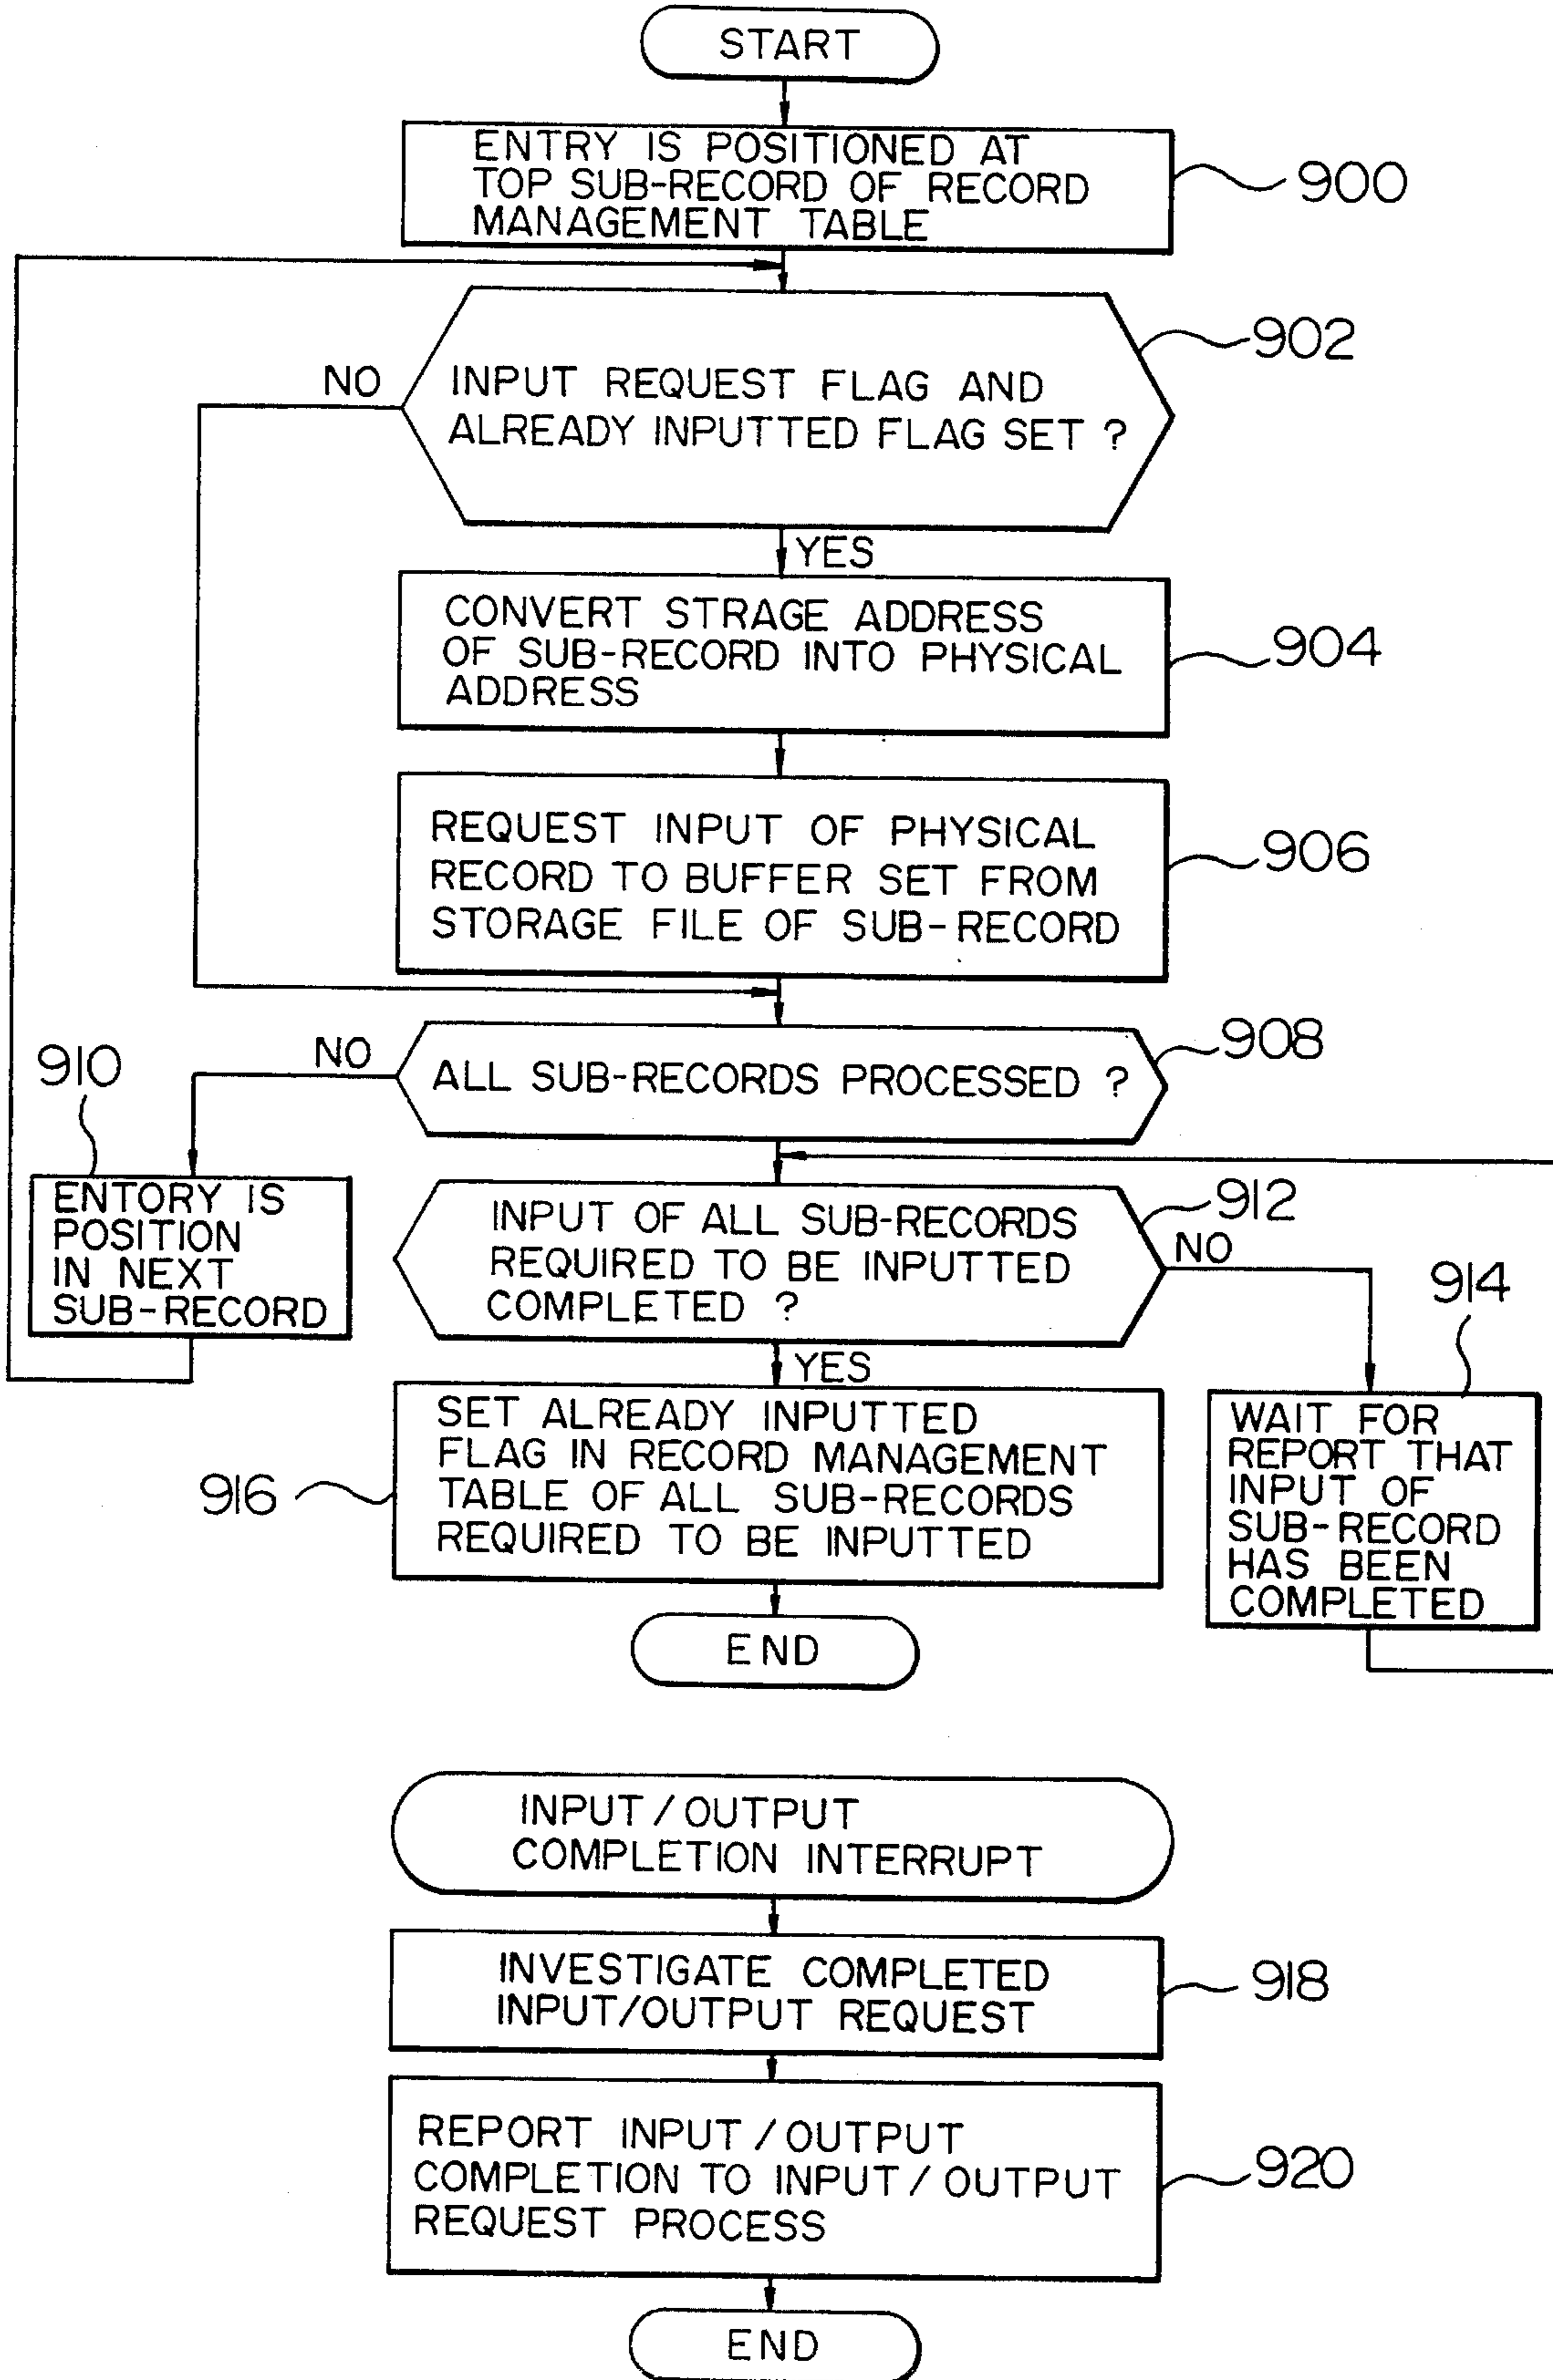 START
ENTRY IS POSITIONED AT
TOP SUB-RECORD OF RECORD
MANAGEMENT TABLE
900
902
NO
INPUT REQUEST FLAG AND
ALREADY INPUTTED FLAG SET ?
YES
CONVERT STRAGE ADDRESS
OF SUB-RECORD INTO PHYSICAL
ADDRESS
904
REQUEST INPUT OF PHYSICAL
RECORD TO BUFFER SET FROM
STORAGE FILE OF SUB-RECORD
906
908
NO
ALL SUB-RECORDS PROCESSED ?
910
ENTORY IS
POSITION
IN NEXT
SUB-RECORD
912
INPUT OF ALL SUB-RECORDS
REQUIRED TO BE INPUTTED
COMPLETED ?
NO
914
YES
WAIT FOR
REPORT THAT
INPUT OF
SUB-RECORD
HAS BEEN
COMPLETED
SET ALREADY INPUTTED
FLAG IN RECORD MANAGEMENT
TABLE OF ALL SUB-RECORDS
REQUIRED TO BE INPUTTED
916
END
INPUT/OUTPUT
COMPLETION INTERRUPT
INVESTIGATE COMPLETED
INPUT/OUTPUT REQUEST
918
REPORT INPUT/OUTPUT
COMPLETION TO INPUT/OUTPUT
REQUEST PROCESS
920
END